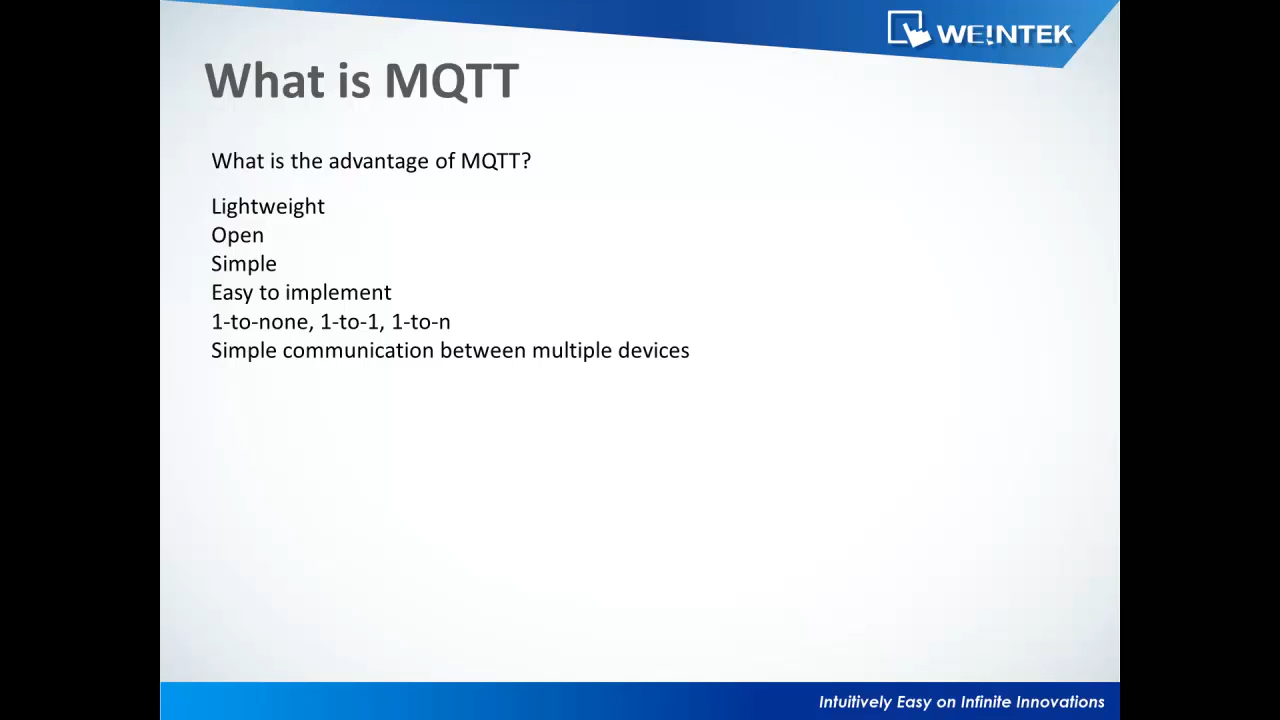 WEINTEK
What is MQTT
What is the advantage of MQTT?
Lightweight
Open
Simple
Easy to implement
1-to-none, 1-to-1, 1-to-n
Simple communication between multiple devices
Intuitively Easy on Infinite Innovations